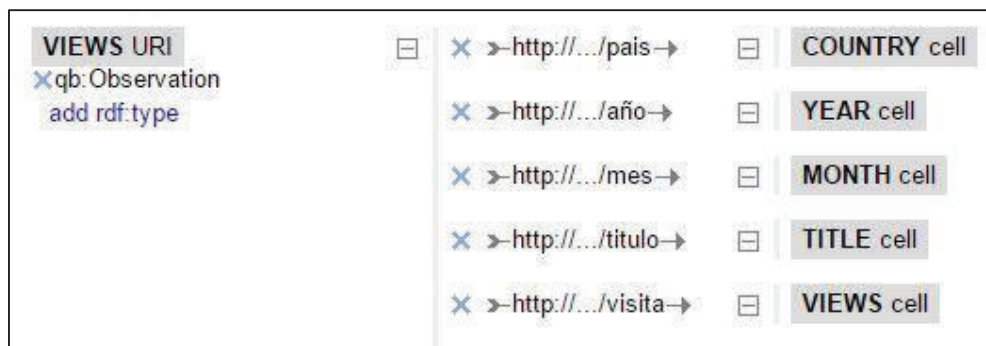 VIEWS URI
http://.../pais
COUNTRY cell
qb:Observation
add rdf:type
http://.../año
YEAR cell
http://.../mes
MONTH cell
http://.../titulo
TITLE cell
http://.../visita
VIEWS cell